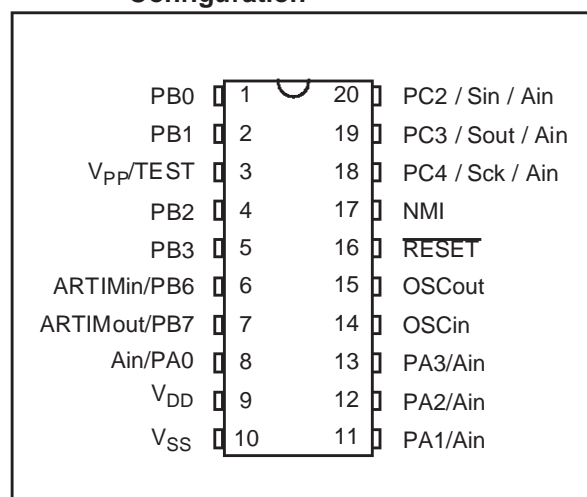 Configuration
PB0 1 20 PC2 / Sin / Ain
PB1 2 19 PC3 / Sout / Ain
VPP/TEST 3 18 PC4 / Sck / Ain
PB2 4 17 NMI
PB3 5 16 RESET
ARTIMin/PB6 6 15 OSCout
ARTIMout/PB7 7 14 OSCin
Ain/PA0 8 13 PA3/Ain
VDD 9 12 PA2/Ain
VSS 10 11 PA1/Ain